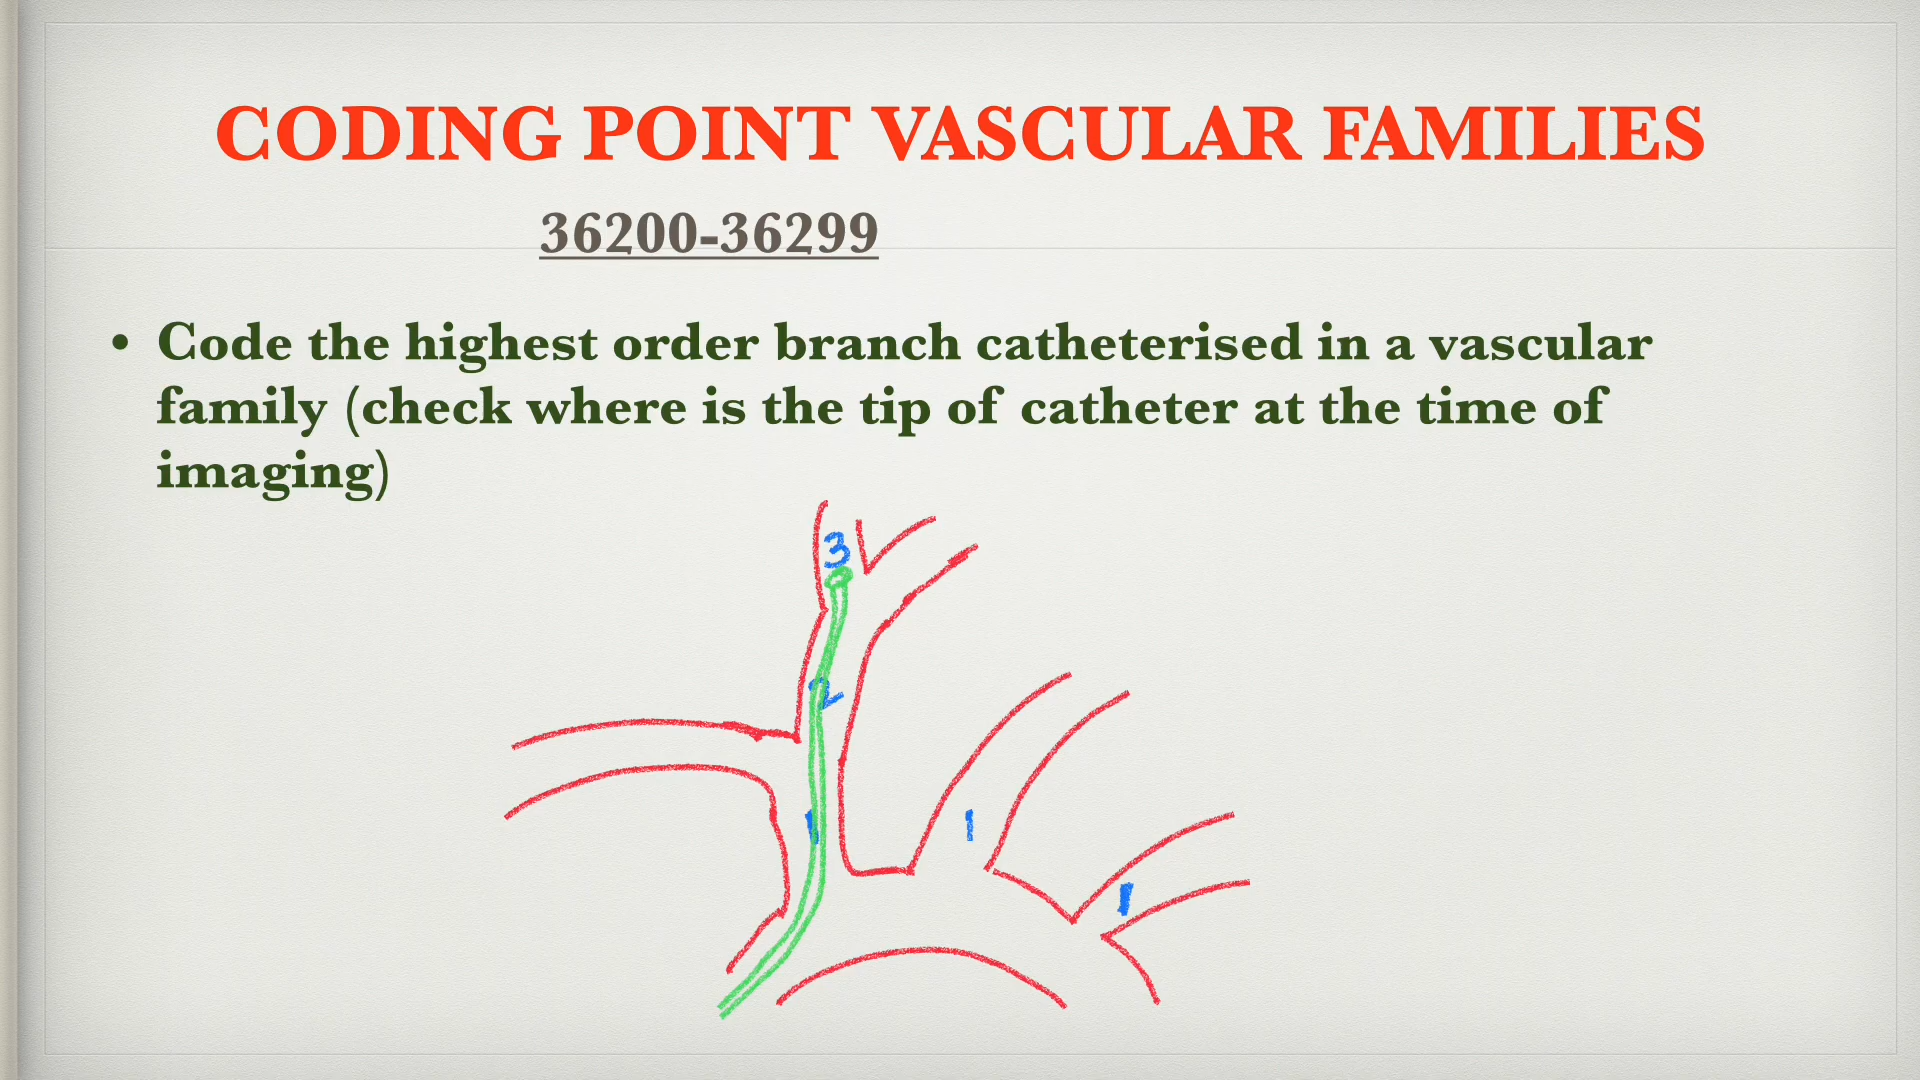 CODING POINT VASCULAR FAMILIES
36200-36299
• Code the highest order branch catheterised in a vascular
family (check where is the tip of catheter at the time of
imaging)
3
2
1 1
1